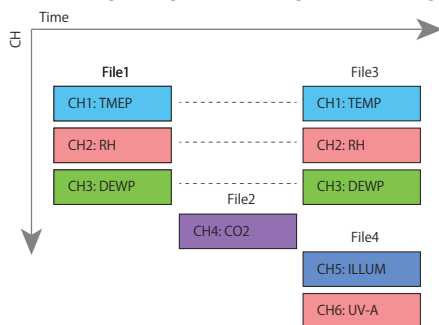 Time
CH
File1
File3
CH1: TMEP
CH1: TEMP
CH2: RH
CH2: RH
CH3: DEWP
CH3: DEWP
File2
CH4: CO2
File4
CH5: ILLUM
CH6: UV-A